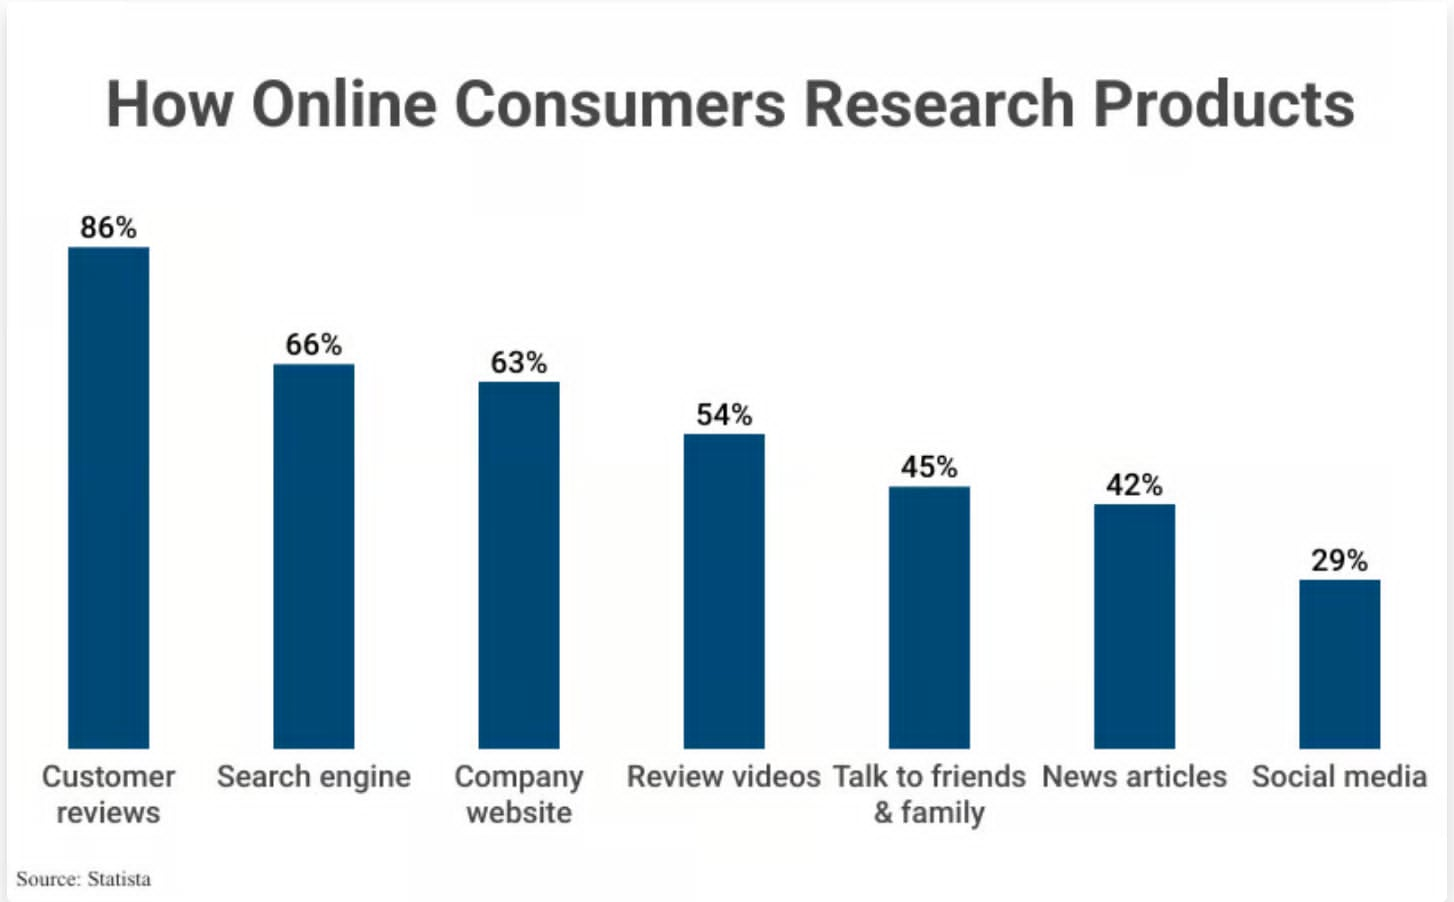 How Online Consumers Research Products
86%
66%
63%
54%
45%
42%
29%
Customer
reviews
Search engine
Company
website
Review videos
Talk to friends
& family
News articles
Social media
Source: Statista